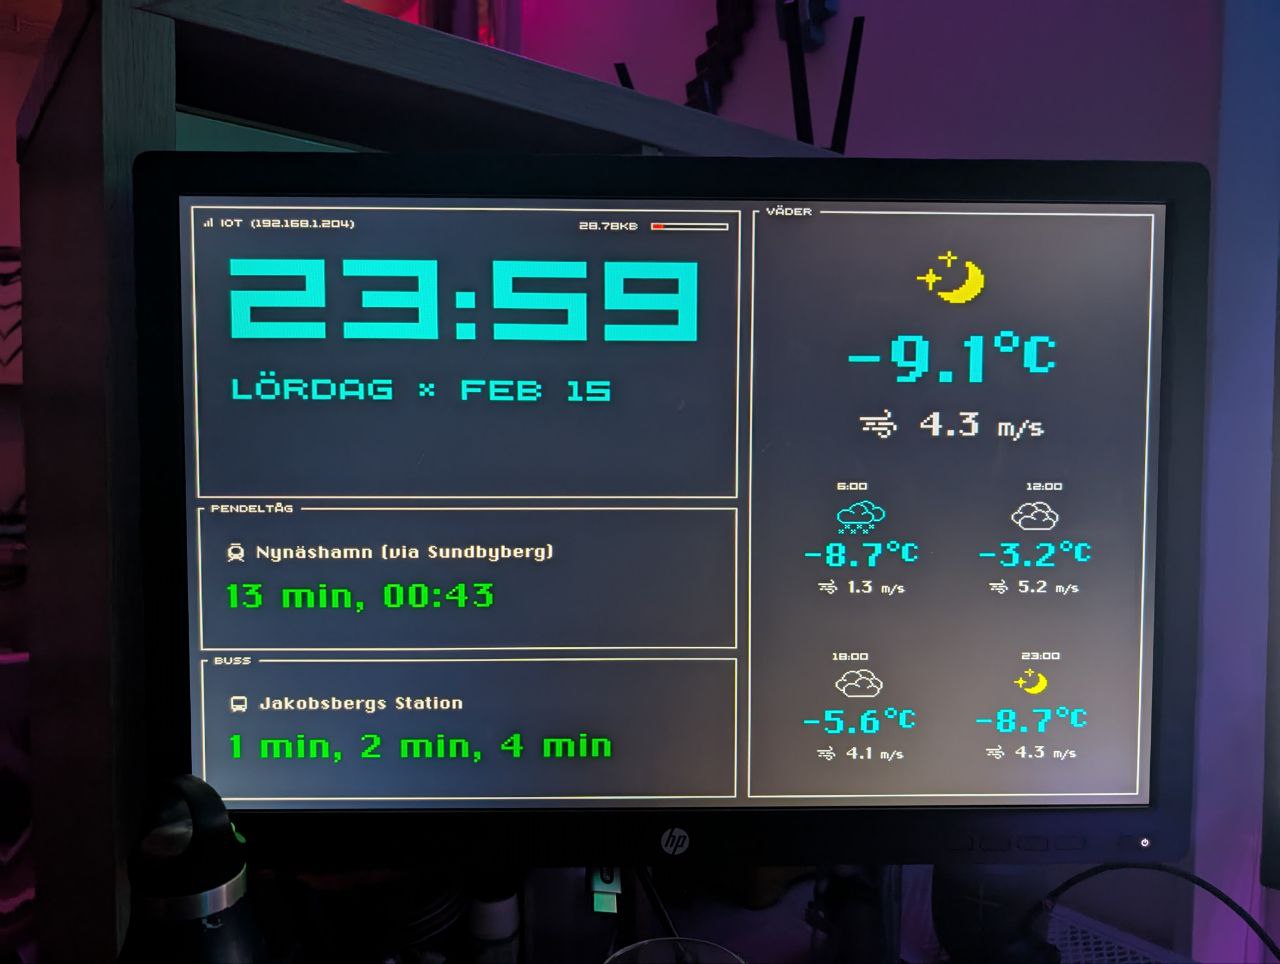 IOT (192.168.1.204)
28.78KB
23:59
LÖRDAG × FEB 15
PENDELTÅG
Nynäshamn (via Sundbyberg)
13 min, 00:43
BUSS
Jakobsbergs Station
1 min, 2 min, 4 min
VÄDER
-9.1°C
4.3 m/s
6:00
-8.7°C
1.3 m/s
12:00
-3.2°C
5.2 m/s
18:00
-5.6°C
4.1 m/s
23:00
-8.7°C
4.3 m/s
hp